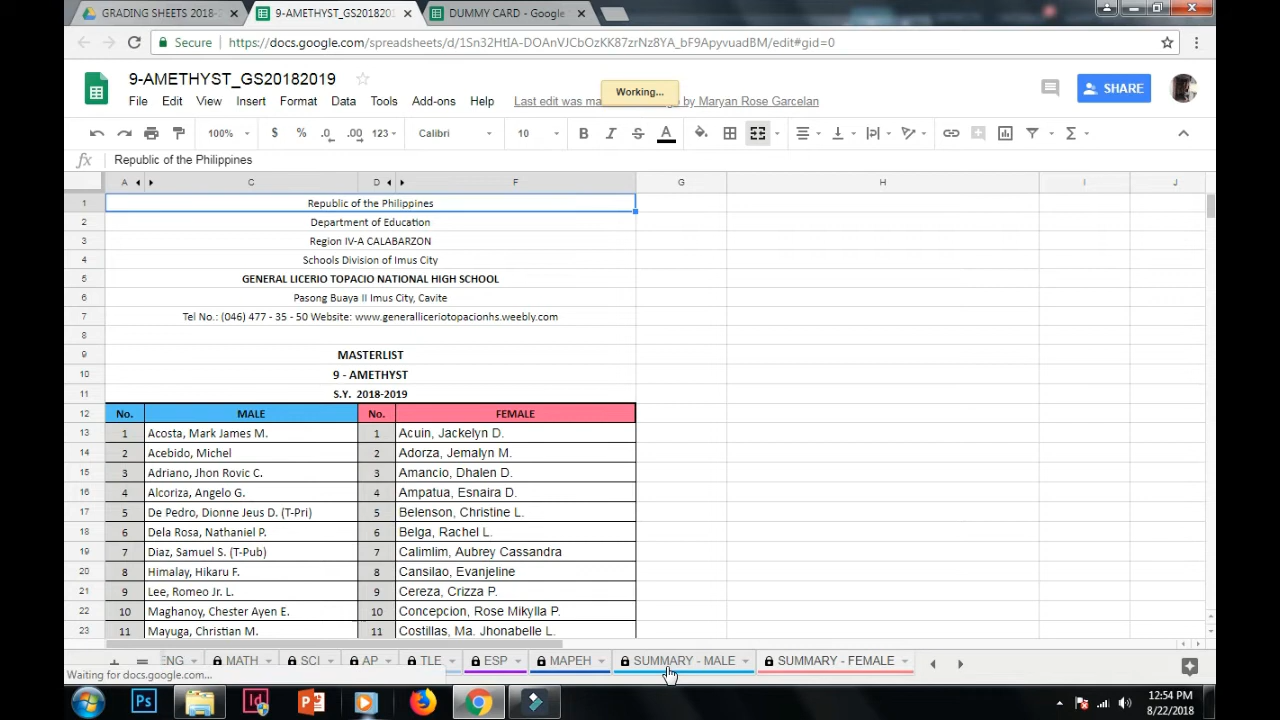 GRADING SHEETS 2018- × 9-AMETHYST_GS201820 × DUMMY CARD - Google ×
Secure https://docs.google.com/spreadsheets/d/1Sn32HtIA-DOAnVJCbOzKK87zrNz8YA_bF9ApyvuadBM/edit#gid=0
9-AMETHYST_GS20182019
Working...
SHARE
File Edit View Insert Format Data Tools Add-ons Help Last edit was ma by Maryan Rose Garcelan
100% $ % .0 .00 123 Calibri 10 B I S A Σ
fx Republic of the Philippines
A C D F G H I J
1 Republic of the Philippines
2 Department of Education
3 Region IV-A CALABARZON
4 Schools Division of Imus City
5 GENERAL LICERIO TOPACIO NATIONAL HIGH SCHOOL
6 Pasong Buaya II Imus City, Cavite
7 Tel No.: (046) 477 - 35 - 50 Website: www.generalliceriotopacionhs.weebly.com
8
9 MASTERLIST
10 9 - AMETHYST
11 S.Y. 2018-2019
12 No. MALE No. FEMALE
13 1 Acosta, Mark James M. 1 Acuin, Jackelyn D.
14 2 Acebido, Michel 2 Adorza, Jemalyn M.
15 3 Adriano, Jhon Rovic C. 3 Amancio, Dhalen D.
16 4 Alcoriza, Angelo G. 4 Ampatua, Esnaira D.
17 5 De Pedro, Dionne Jeus D. (T-Pri) 5 Belenson, Christine L.
18 6 Dela Rosa, Nathaniel P. 6 Belga, Rachel L.
19 7 Diaz, Samuel S. (T-Pub) 7 Calimlim, Aubrey Cassandra
20 8 Himalay, Hikaru F. 8 Cansilao, Evanjeline
21 9 Lee, Romeo Jr. L. 9 Cereza, Crizza P.
22 10 Maghanoy, Chester Ayen E. 10 Concepcion, Rose Mikylla P.
23 11 Mayuga, Christian M. 11 Costillas, Ma. Jhonabelle L.
ENG MATH SCI AP TLE ESP MAPEH SUMMARY - MALE SUMMARY - FEMALE
Waiting for docs.google.com...
Ps Id P
12:54 PM
8/22/2018